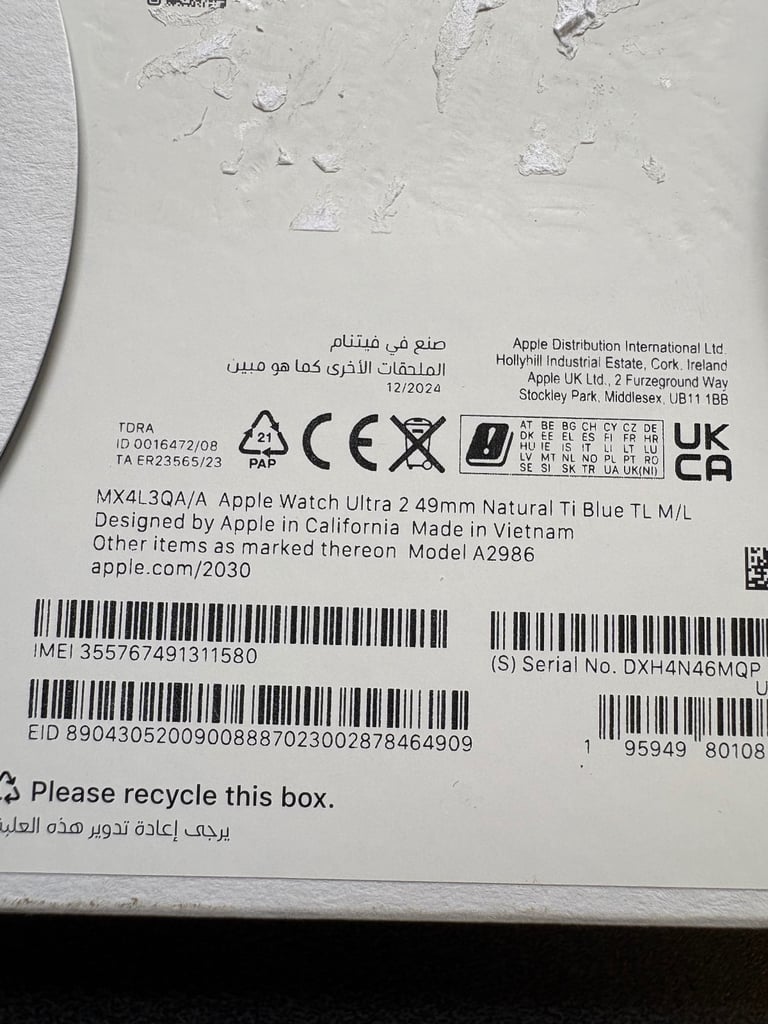 صنع في فيتنام
الملحقات الأخرى كما هو مبين
12/2024
Apple Distribution International Ltd.
Hollyhill Industrial Estate, Cork. Ireland
Apple UK Ltd., 2 Furzeground Way
Stockley Park, Middlesex, UB11 1BB
TDRA
ID 0016472/08
TA ER23565/23
21
PAP
CE
AT BE BG CH CY CZ DE
DK EE EL ES FI FR HR
HU IE IS IT LI LT LU
LV MT NL NO PL PT RO
SE SI SK TR UA UK(NI)
UK
CA
MX4L3QA/A Apple Watch Ultra 2 49mm Natural Ti Blue TL M/L
Designed by Apple in California Made in Vietnam
Other items as marked thereon Model A2986
apple.com/2030
IMEI 355767491311580
(S) Serial No. DXH4N46MQP
U
EID 89043052009008887023002878464909
1 95949 80108
Please recycle this box.
يرجى إعادة تدوير هذه العلبة